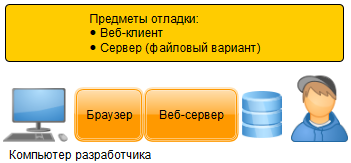 Предметы отладки:
● Веб-клиент
● Сервер (файловый вариант)
Браузер
Веб-сервер
Компьютер разработчика